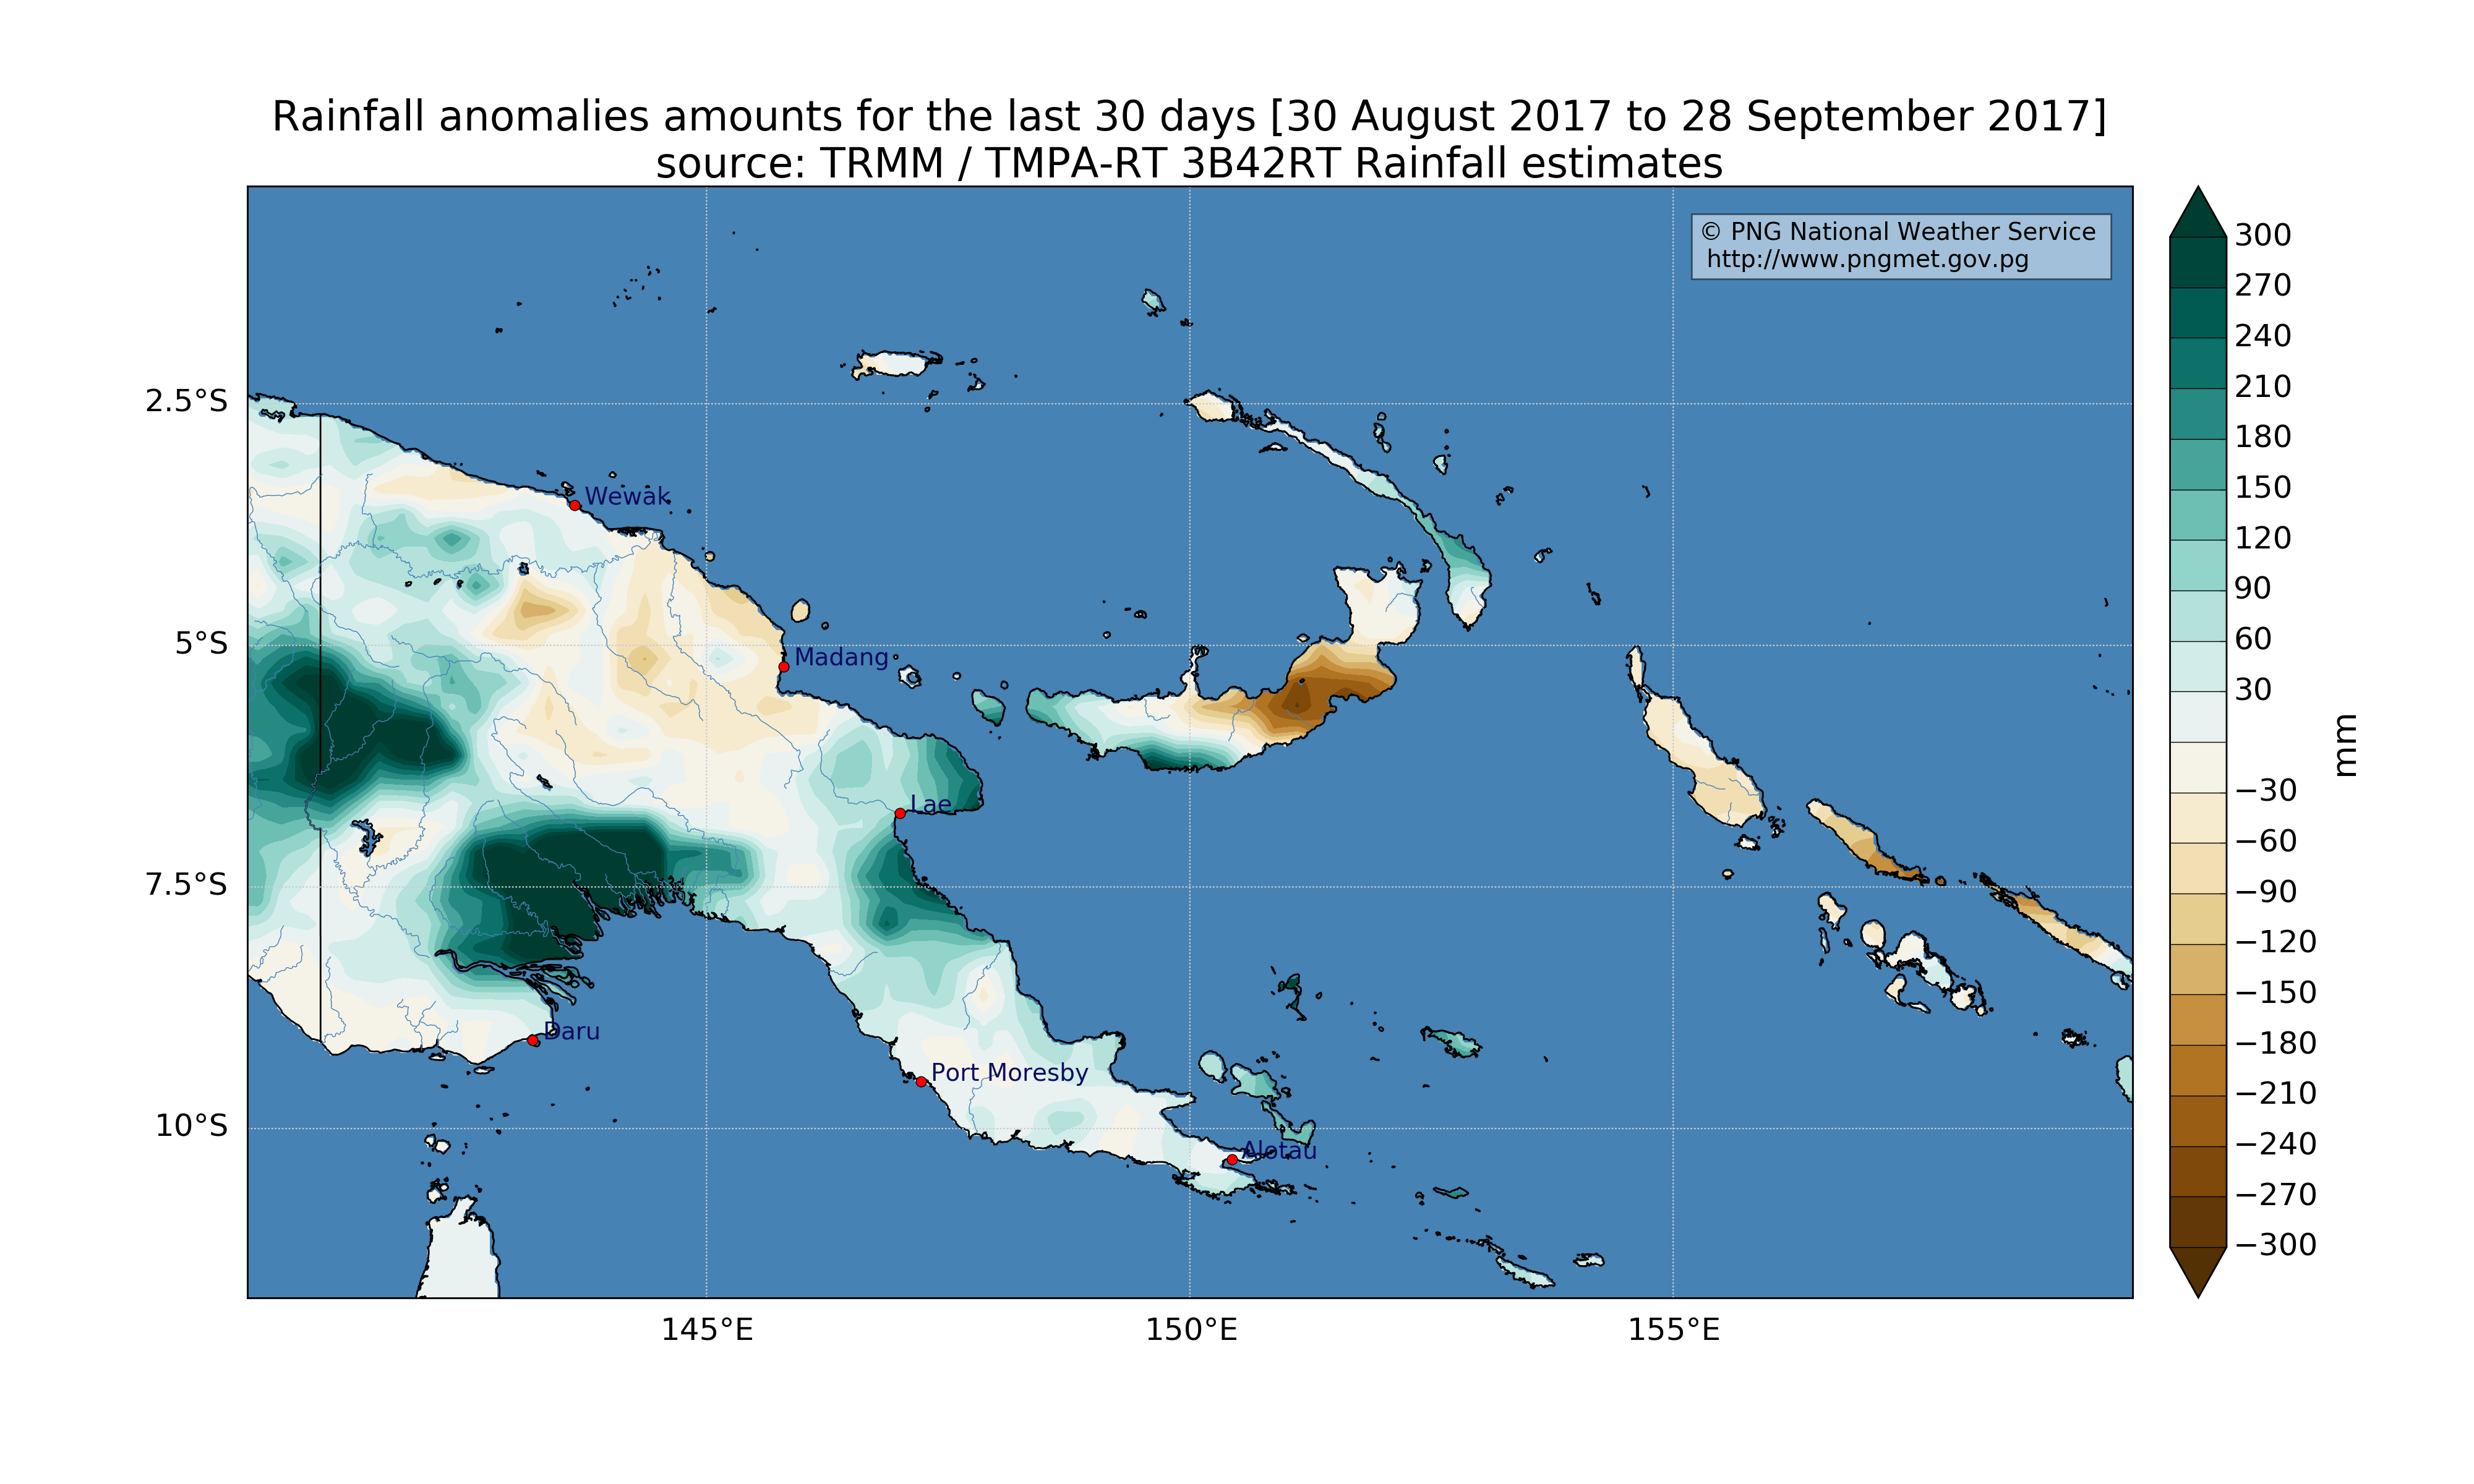 Rainfall anomalies amounts for the last 30 days [30 August 2017 to 28 September 2017]
source: TRMM / TMPA-RT 3B42RT Rainfall estimates
© PNG National Weather Service
http://www.pngmet.gov.pg
2.5°S
5°S
7.5°S
10°S
145°E
150°E
155°E
Wewak
Madang
Lae
Daru
Port Moresby
Alotau
300
270
240
210
180
150
120
90
60
30
−30
−60
−90
−120
−150
−180
−210
−240
−270
−300
mm